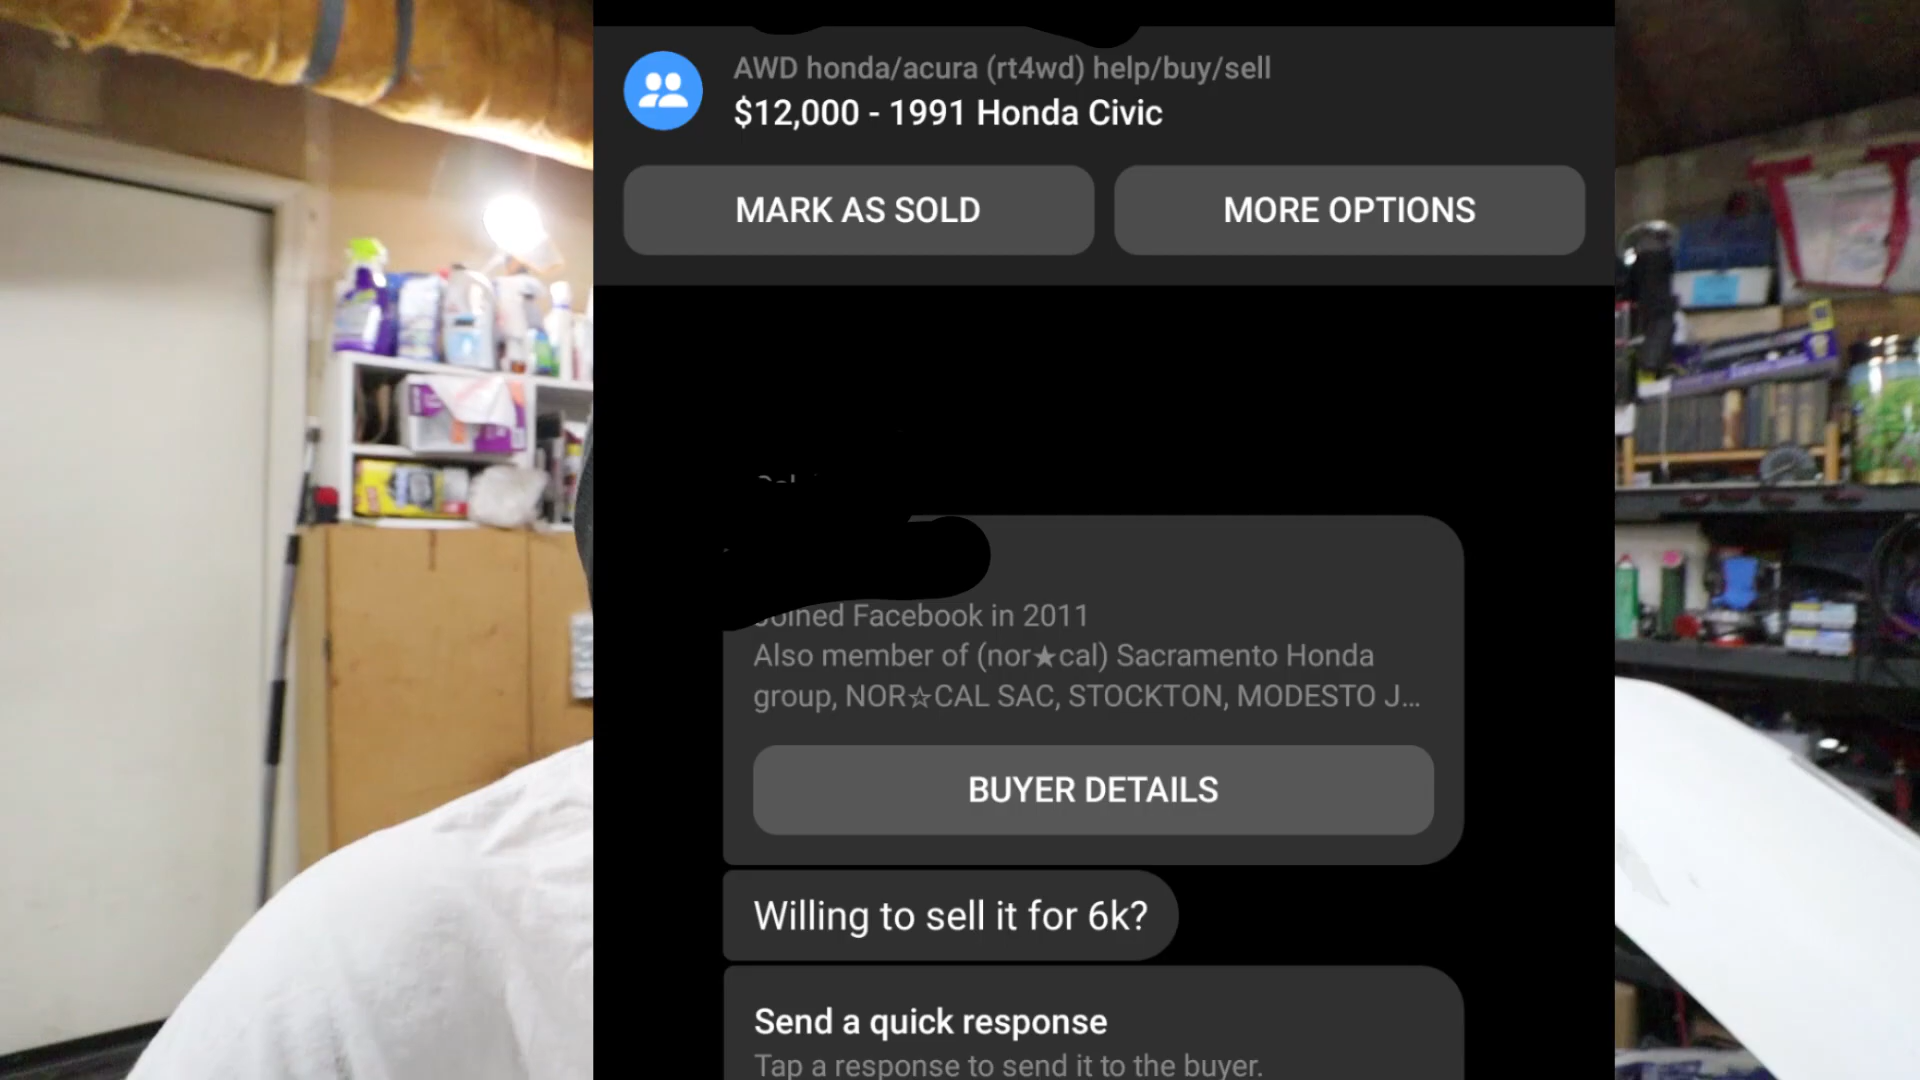 AWD honda/acura (rt4wd) help/buy/sell
$12,000 - 1991 Honda Civic
MARK AS SOLD
MORE OPTIONS
Joined Facebook in 2011
Also member of (nor★cal) Sacramento Honda
group, NOR☆CAL SAC, STOCKTON, MODESTO J...
BUYER DETAILS
Willing to sell it for 6k?
Send a quick response
Tap a response to send it to the buyer.